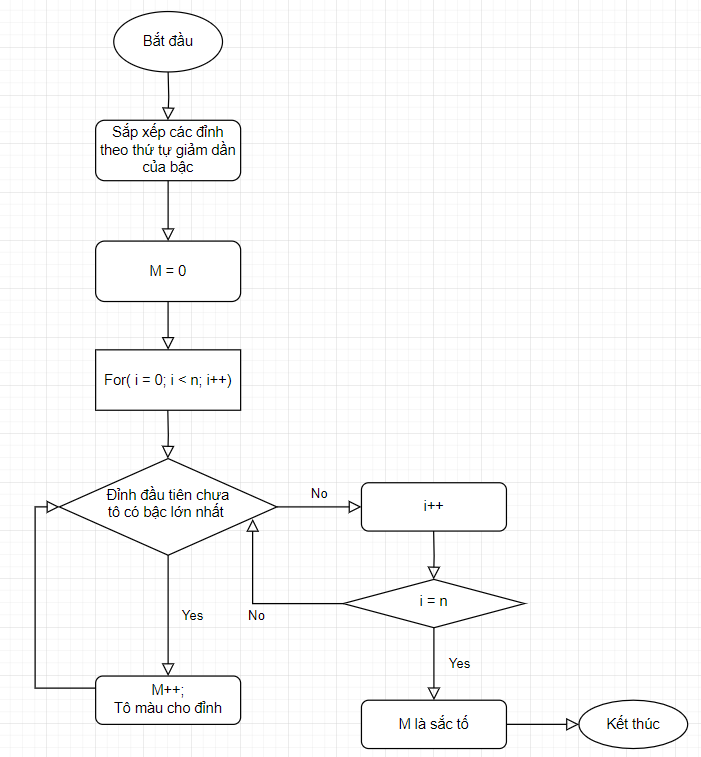 Bắt đầu
Sắp xếp các đỉnh
theo thứ tự giảm dần
của bậc
M = 0
For( i = 0; i < n; i++)
Đỉnh đầu tiên chưa
tô có bậc lớn nhất
No
i++
i = n
No
Yes
Yes
M++;
Tô màu cho đỉnh
M là sắc tố
Kết thúc